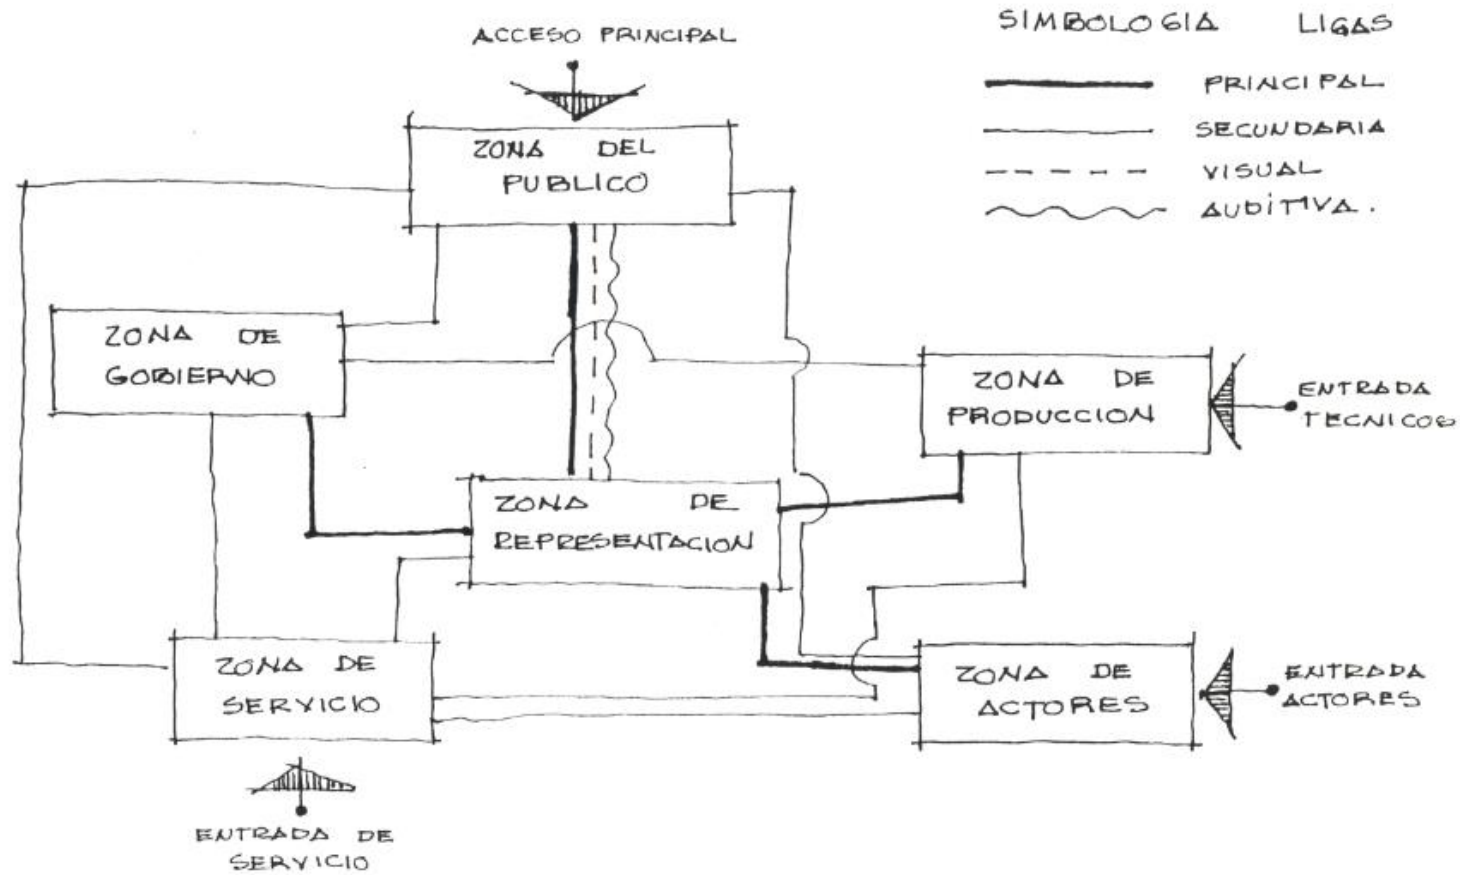 ACCESO PRINCIPAL
SIMBOLOGIA LIGAS
PRINCIPAL
SECUNDARIA
VISUAL
AUDITIVA.
ZONA DEL
PUBLICO
ZONA DE
GOBIERNO
ZONA DE
PRODUCCION
ENTRADA
TECNICOS
ZONA DE
REPRESENTACION
ZONA DE
SERVICIO
ZONA DE
ACTORES
ENTRADA
ACTORES
ENTRADA DE
SERVICIO